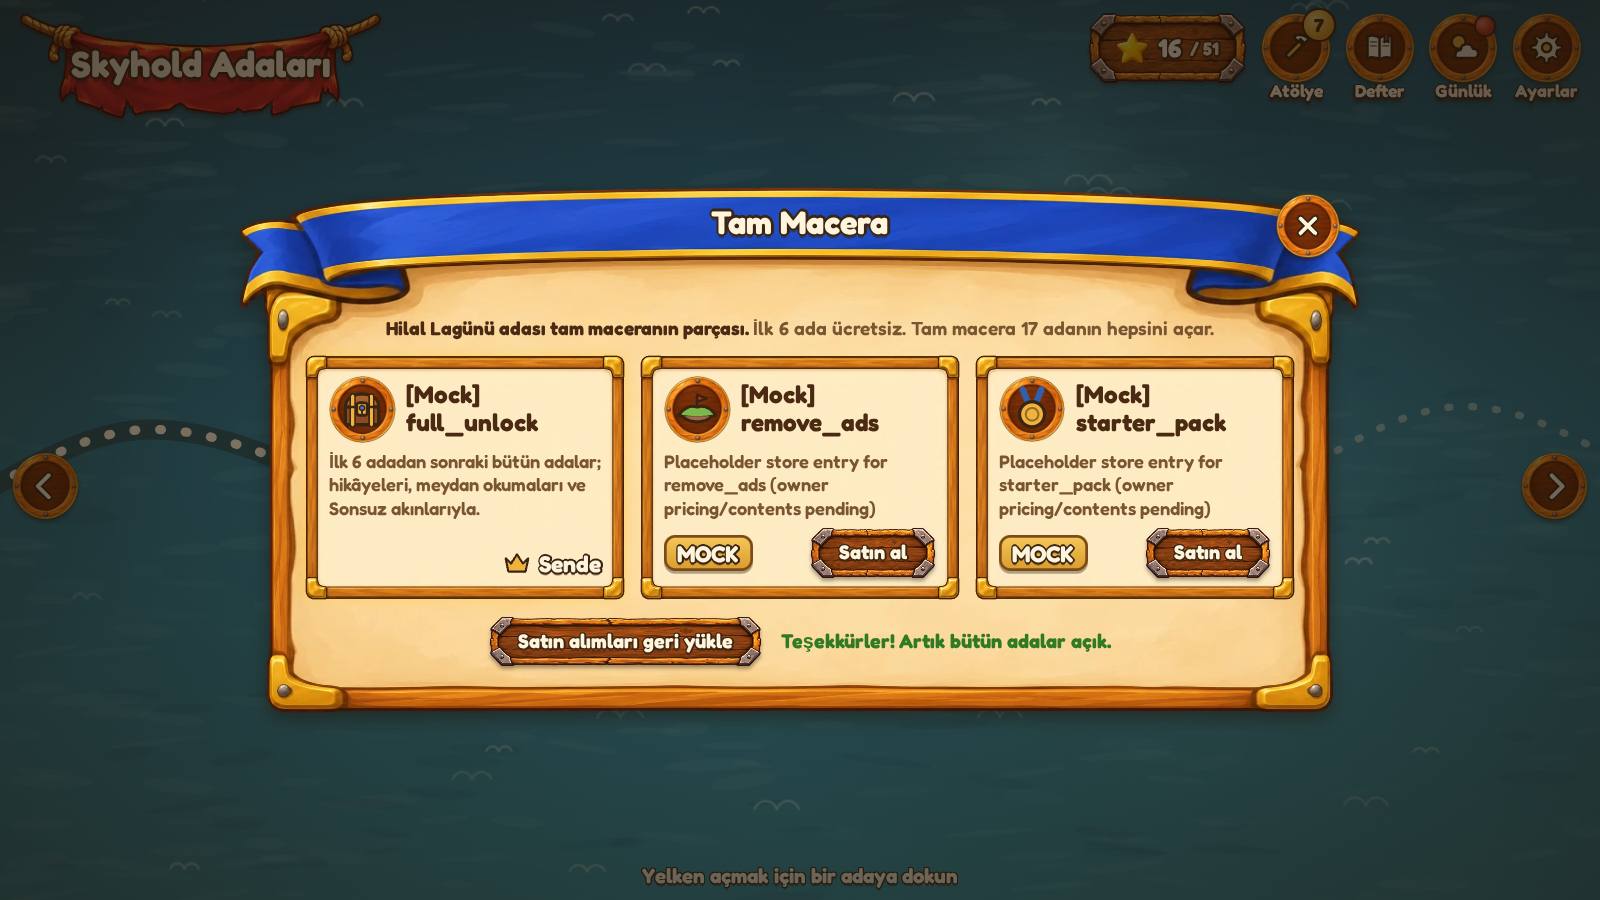 Skyhold Adaları
16 / 51
7
Atölye
Defter
Günlük
Ayarlar
Tam Macera
Hilal Lagünü adası tam maceranın parçası. İlk 6 ada ücretsiz. Tam macera 17 adanın hepsini açar.
[Mock]
full_unlock
İlk 6 adadan sonraki bütün adalar;
hikâyeleri, meydan okumaları ve
Sonsuz akınlarıyla.
Sende
[Mock]
remove_ads
Placeholder store entry for
remove_ads (owner
pricing/contents pending)
MOCK
Satın al
[Mock]
starter_pack
Placeholder store entry for
starter_pack (owner
pricing/contents pending)
MOCK
Satın al
Satın alımları geri yükle
Teşekkürler! Artık bütün adalar açık.
Yelken açmak için bir adaya dokun